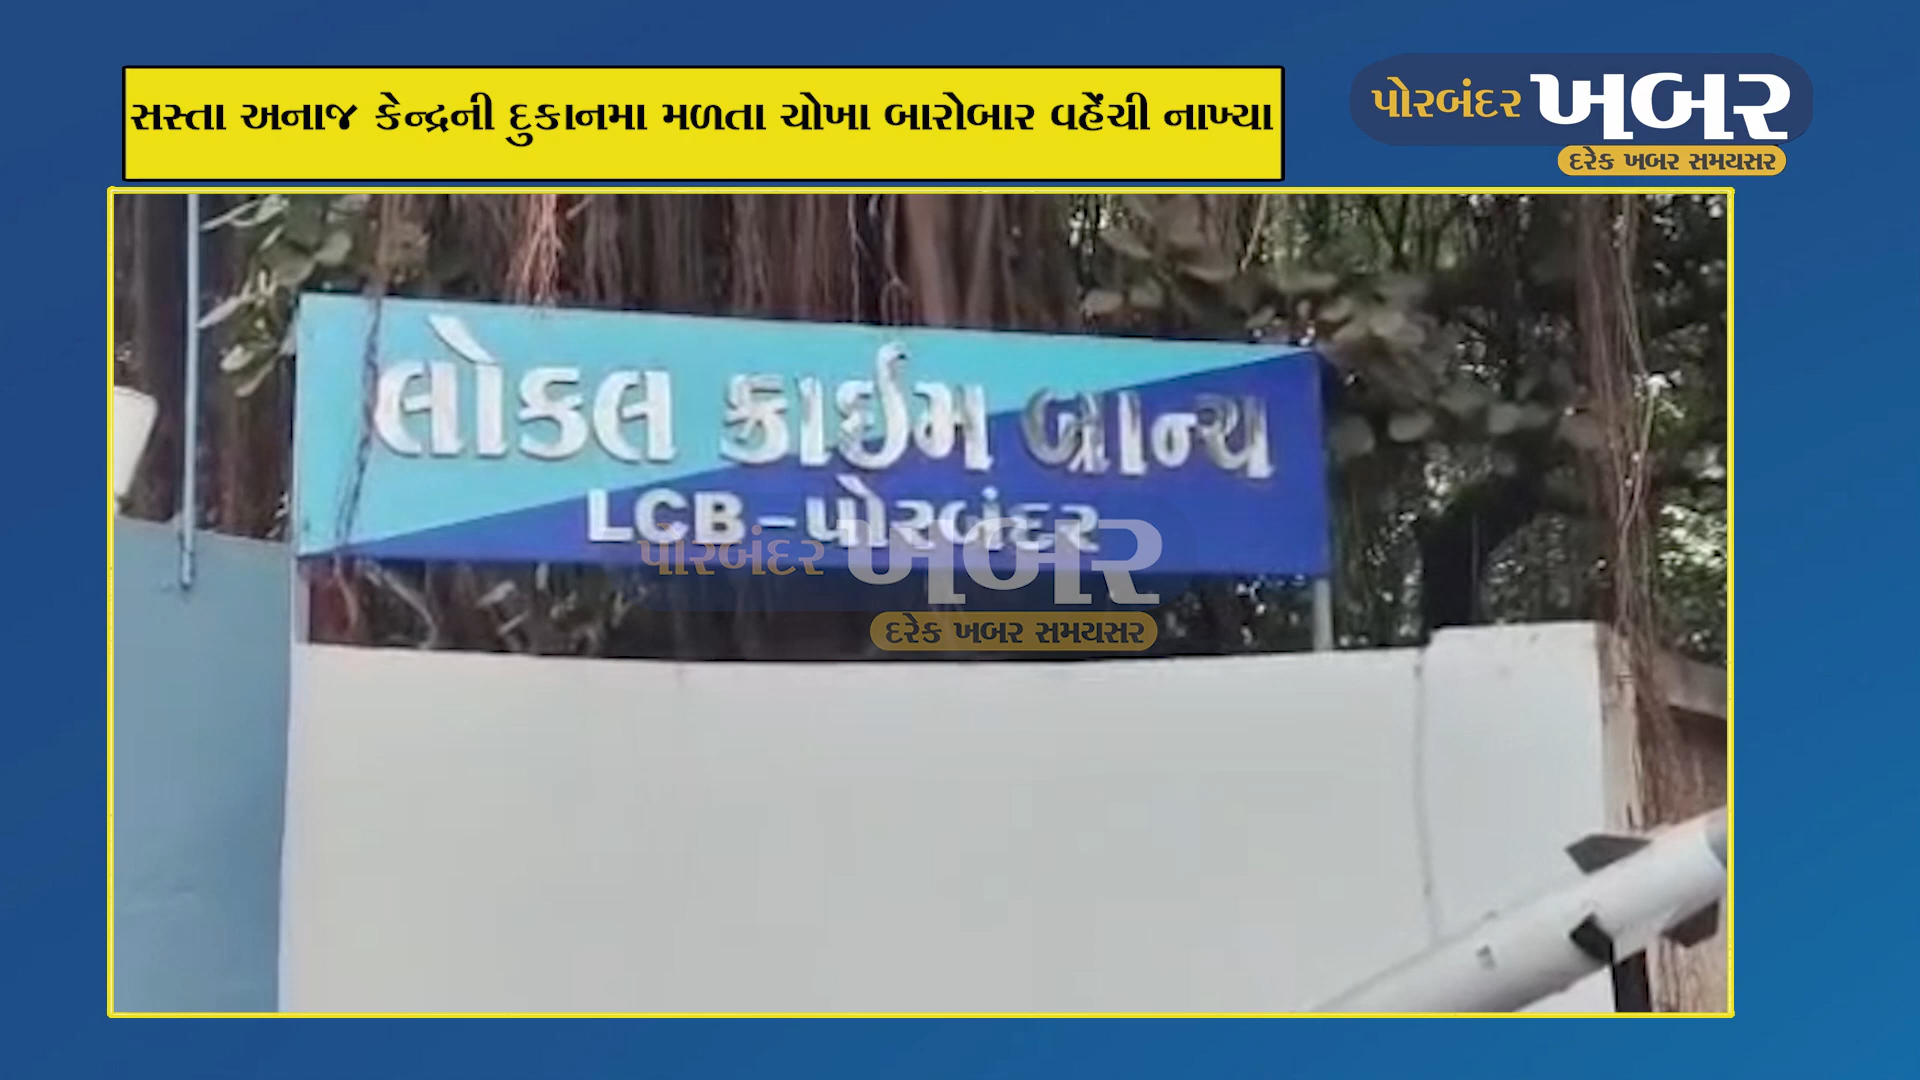 સસ્તા અનાજ કેન્દ્રની દુકાનમા મળતા ચોખા બારોબાર વહેંચી નાખ્યા
પોરબંદર ખબર
દરેક ખબર સમયસર
લોકલ ક્રાઈમ બ્રાન્ચ
LCB-પોરબંદર
પોરબંદર ખબર
દરેક ખબર સમયસર